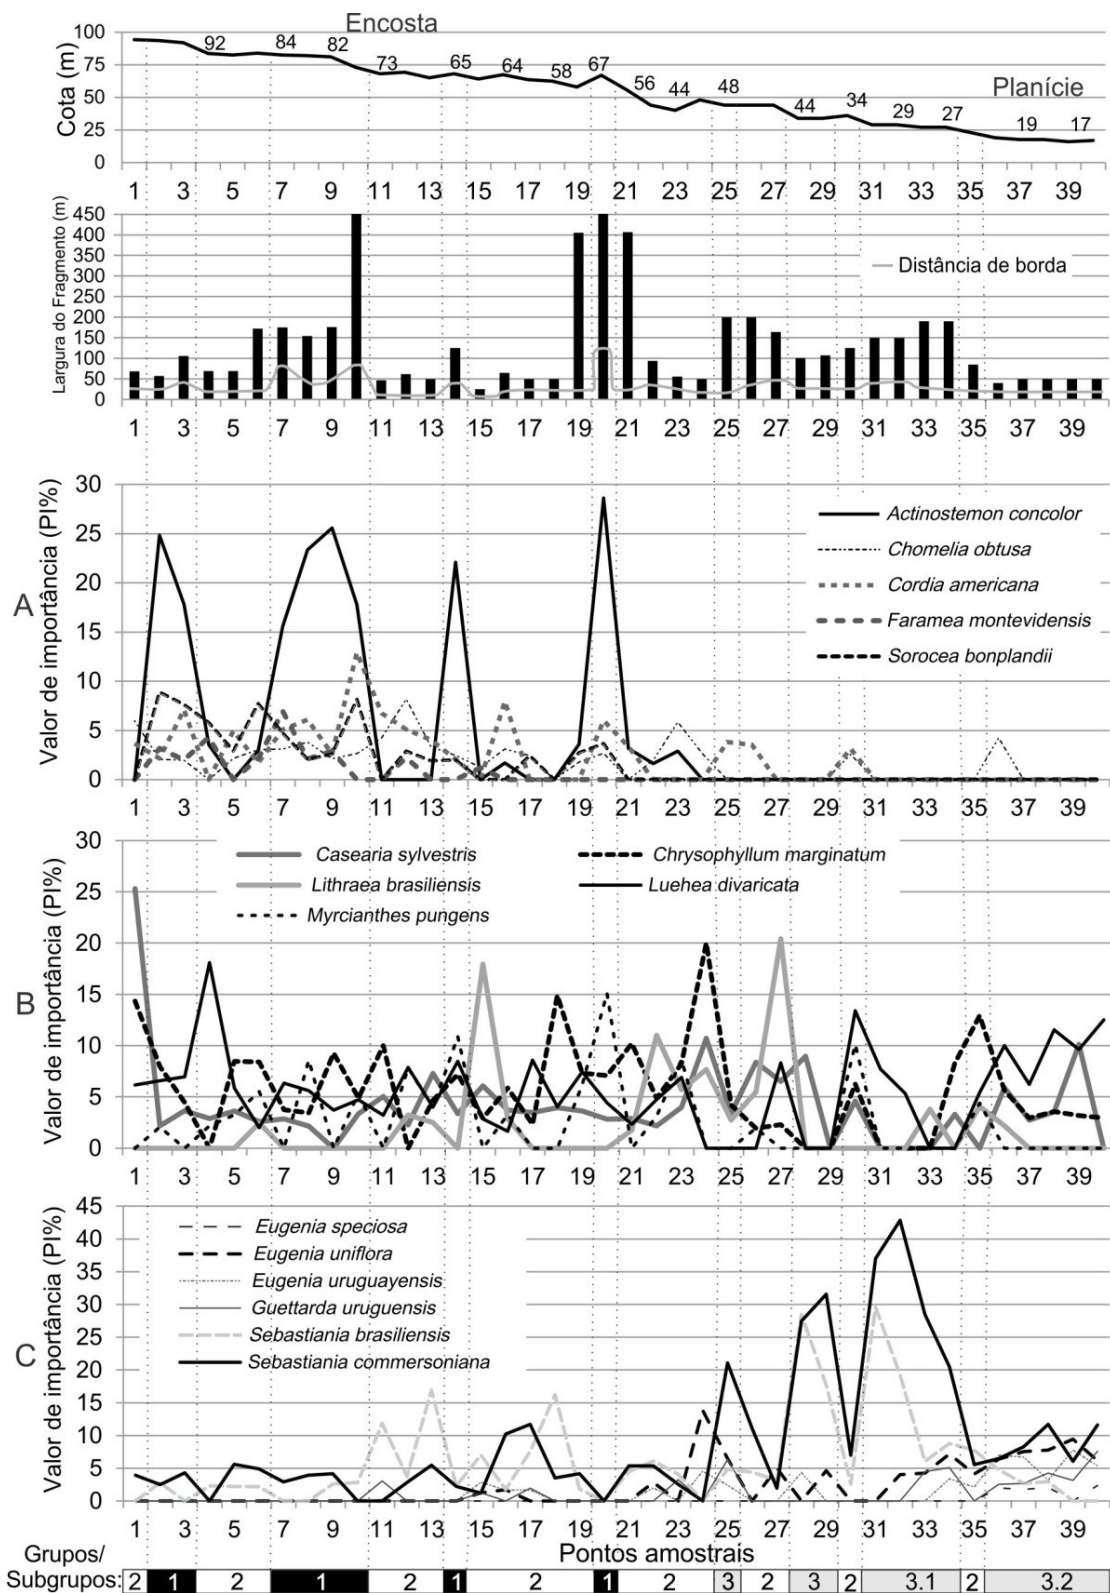 Encosta
Planície
Cota (m)
100
75
50
25
0
92 84 82 73 65 64 58 67 56 44 48 44 34 29 27 19 17
1 3 5 7 9 11 13 15 17 19 21 23 25 27 29 31 33 35 37 39
Largura do Fragmento (m)
450
400
350
300
250
200
150
100
50
0
Distância de borda
1 3 5 7 9 11 13 15 17 19 21 23 25 27 29 31 33 35 37 39
A
Valor de importância (PI%)
30
25
20
15
10
5
0
Actinostemon concolor
Chomelia obtusa
Cordia americana
Faramea montevidensis
Sorocea bonplandii
1 3 5 7 9 11 13 15 17 19 21 23 25 27 29 31 33 35 37 39
B
Valor de importância (PI%)
30
25
20
15
10
5
0
Casearia sylvestris
Chrysophyllum marginatum
Lithraea brasiliensis
Luehea divaricata
Myrcianthes pungens
1 3 5 7 9 11 13 15 17 19 21 23 25 27 29 31 33 35 37 39
C
Valor de importância (PI%)
45
40
35
30
25
20
15
10
5
0
Eugenia speciosa
Eugenia uniflora
Eugenia uruguayensis
Guettarda uruguensis
Sebastiania brasiliensis
Sebastiania commersoniana
1 3 5 7 9 11 13 15 17 19 21 23 25 27 29 31 33 35 37 39
Pontos amostrais
Grupos/
Subgrupos: 2 1 2 1 2 1 2 1 2 3 2 3 2 3.1 2 3.2